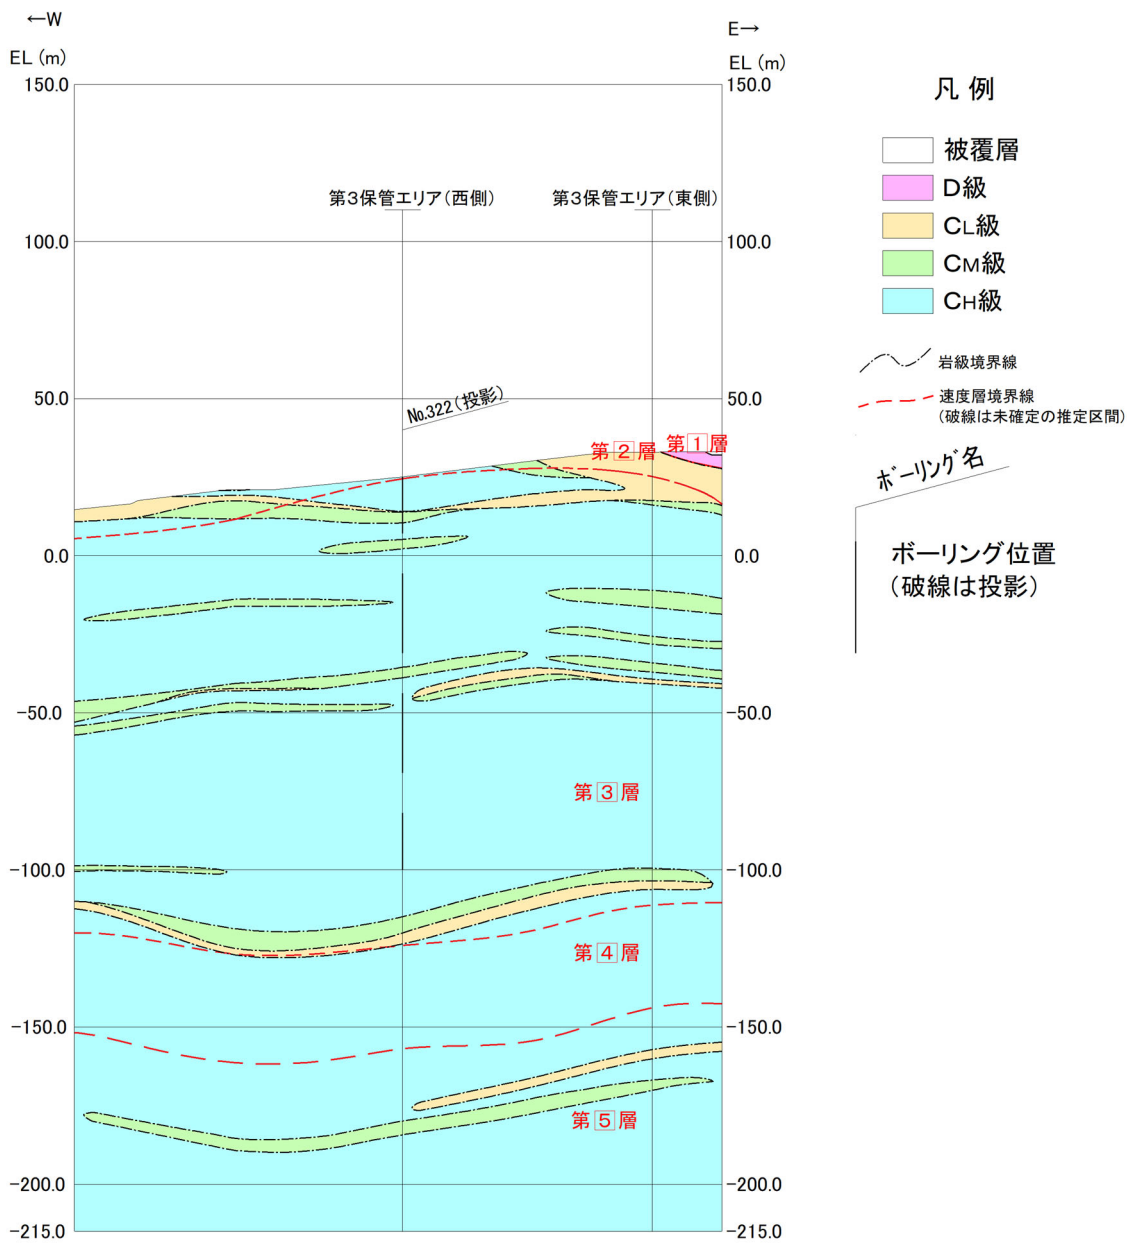 ←W
E→
EL (m)
EL (m)
150.0
150.0
凡 例
被覆層
D級
CL級
CM級
CH級
岩級境界線
速度層境界線
(破線は未確定の推定区間)
ボーリング名
ボーリング位置
(破線は投影)
第3保管エリア(西側)
第3保管エリア(東側)
100.0
100.0
50.0
50.0
№322(投影)
第1層
第2層
0.0
0.0
-50.0
-50.0
第3層
-100.0
-100.0
第4層
-150.0
-150.0
第5層
-200.0
-200.0
-215.0
-215.0